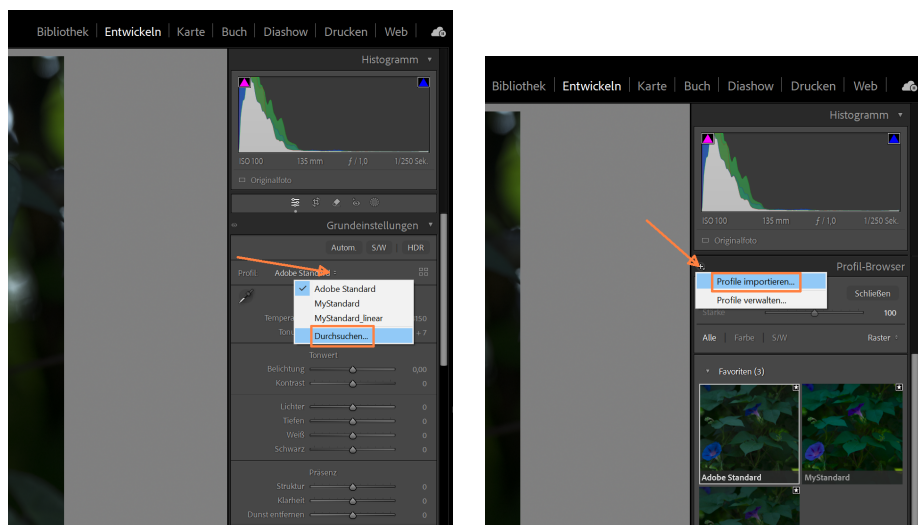 Bibliothek Entwickeln Karte Buch Diashow Drucken Web
Histogramm
ISO 100 135 mm ƒ / 1,0 1/250 Sek.
Originalfoto
Grundeinstellungen
Autom. S/W HDR
Profil: Adobe Standard
Adobe Standard
MyStandard
MyStandard_linear
Durchsuchen...
+ 7
Tonwert
Belichtung 0,00
Kontrast 0
Lichter 0
Tiefen 0
Weiß 0
Schwarz 0
Präsenz
Struktur 0
Klarheit 0
Dunst entfernen 0
Bibliothek Entwickeln Karte Buch Diashow Drucken Web
Histogramm
ISO 100 135 mm ƒ / 1,0 1/250 Sek.
Originalfoto
Profil-Browser
Profile importieren...
Profile verwalten...
Schließen
Stärke 100
Alle Farbe S/W Raster
Favoriten (3)
Adobe Standard MyStandard